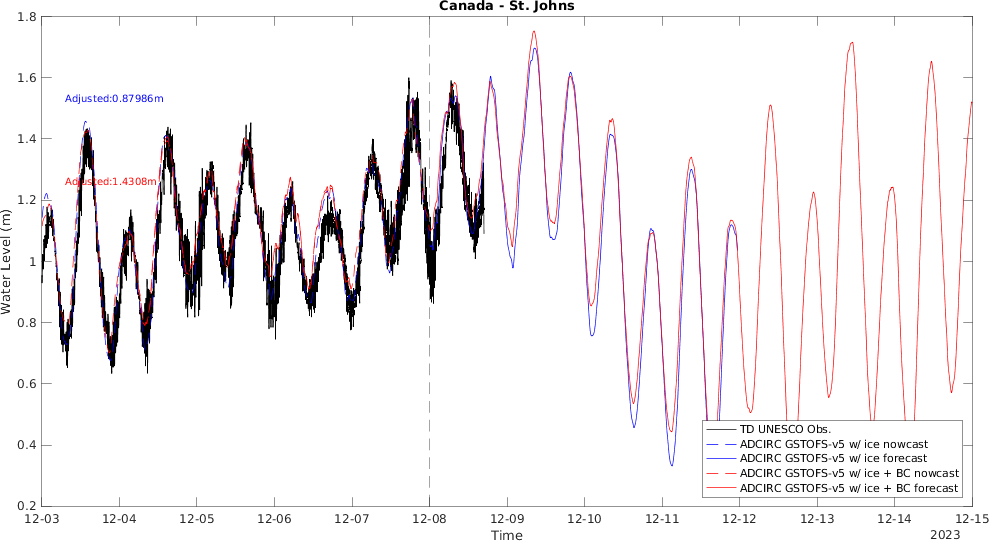 Canada - St. Johns
Water Level (m)
1.8
1.6
1.4
1.2
1
0.8
0.6
0.4
0.2
Adjusted:0.87986m
Adjusted:1.4308m
TD UNESCO Obs.
ADCIRC GSTOFS-v5 w/ ice nowcast
ADCIRC GSTOFS-v5 w/ ice forecast
ADCIRC GSTOFS-v5 w/ ice + BC nowcast
ADCIRC GSTOFS-v5 w/ ice + BC forecast
12-03 12-04 12-05 12-06 12-07 12-08 12-09 12-10 12-11 12-12 12-13 12-14 12-15
Time
2023